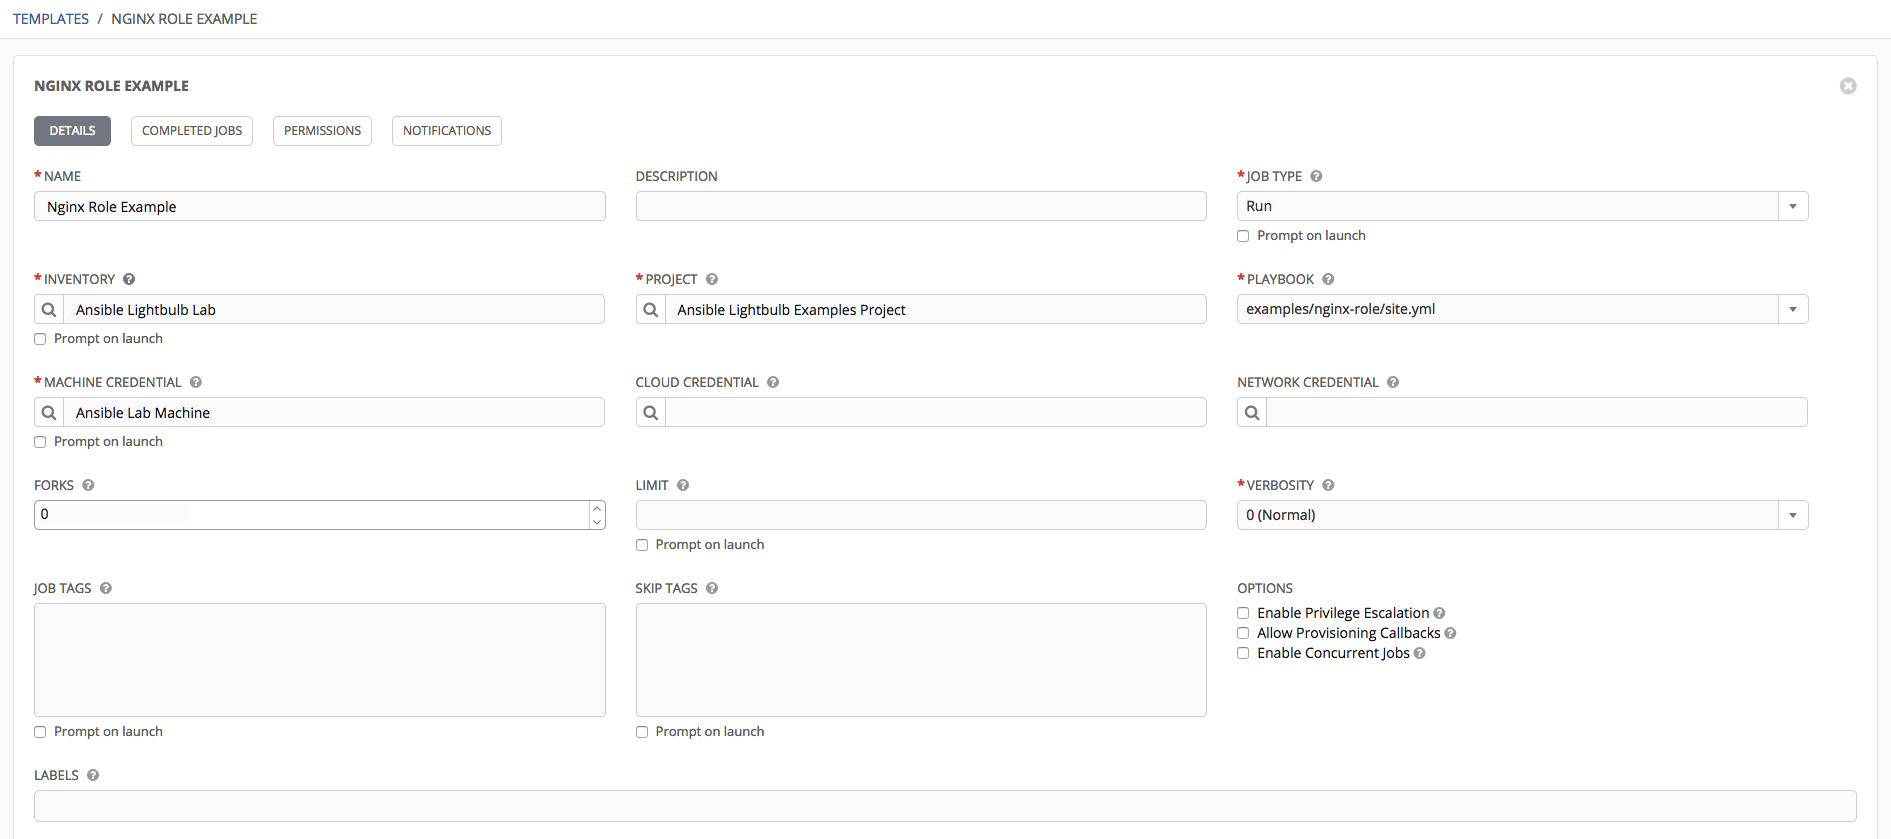 TEMPLATES / NGINX ROLE EXAMPLE
NGINX ROLE EXAMPLE
DETAILS COMPLETED JOBS PERMISSIONS NOTIFICATIONS
* NAME DESCRIPTION * JOB TYPE ?
Nginx Role Example Run
Prompt on launch
* INVENTORY ? * PROJECT ? * PLAYBOOK ?
Ansible Lightbulb Lab Ansible Lightbulb Examples Project examples/nginx-role/site.yml
Prompt on launch
* MACHINE CREDENTIAL ? CLOUD CREDENTIAL ? NETWORK CREDENTIAL ?
Ansible Lab Machine
Prompt on launch
FORKS ? LIMIT ? * VERBOSITY ?
0 0 (Normal)
Prompt on launch
JOB TAGS ? SKIP TAGS ? OPTIONS
Enable Privilege Escalation ?
Allow Provisioning Callbacks ?
Enable Concurrent Jobs ?
Prompt on launch Prompt on launch
LABELS ?